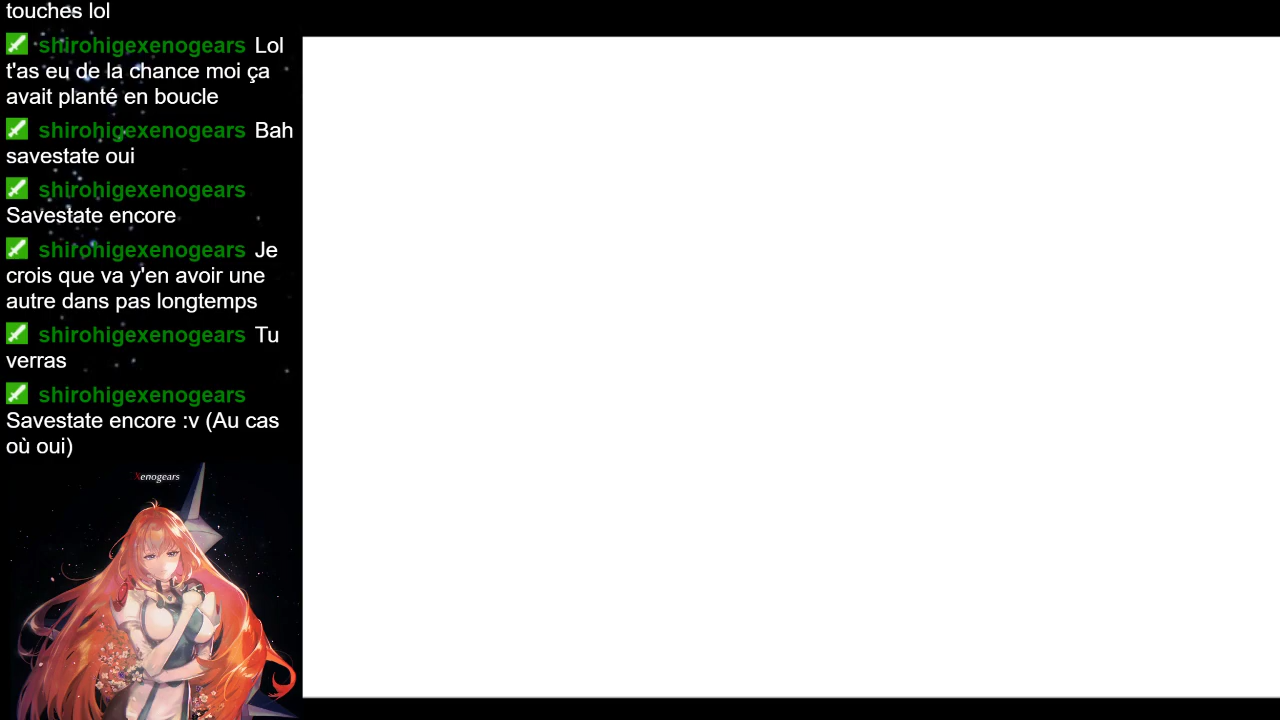 touches lol
shirohigexenogears Lol
t'as eu de la chance moi ça
avait planté en boucle
shirohigexenogears Bah
savestate oui
shirohigexenogears
Savestate encore
shirohigexenogears Je
crois que va y'en avoir une
autre dans pas longtemps
shirohigexenogears Tu
verras
shirohigexenogears
Savestate encore :v (Au cas
où oui)
Xenogears